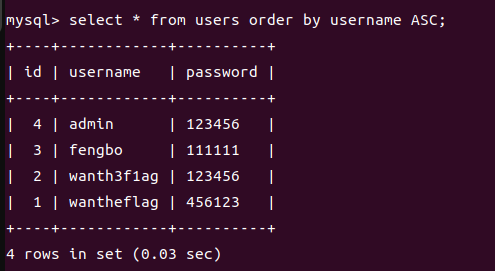 mysql> select * from users order by username ASC;
+----+------------+----------+
| id | username   | password |
+----+------------+----------+
|  4 | admin      | 123456   |
|  3 | fengbo     | 111111   |
|  2 | wanth3f1ag | 123456   |
|  1 | wantheflag | 456123   |
+----+------------+----------+
4 rows in set (0.03 sec)